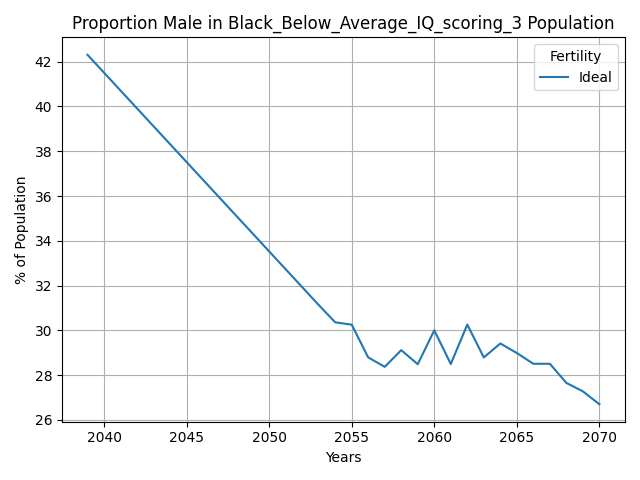 Proportion Male in Black_Below_Average_IQ_scoring_3 Population
Fertility
Ideal
% of Population
42
40
38
36
34
32
30
28
26
2040 2045 2050 2055 2060 2065 2070
Years